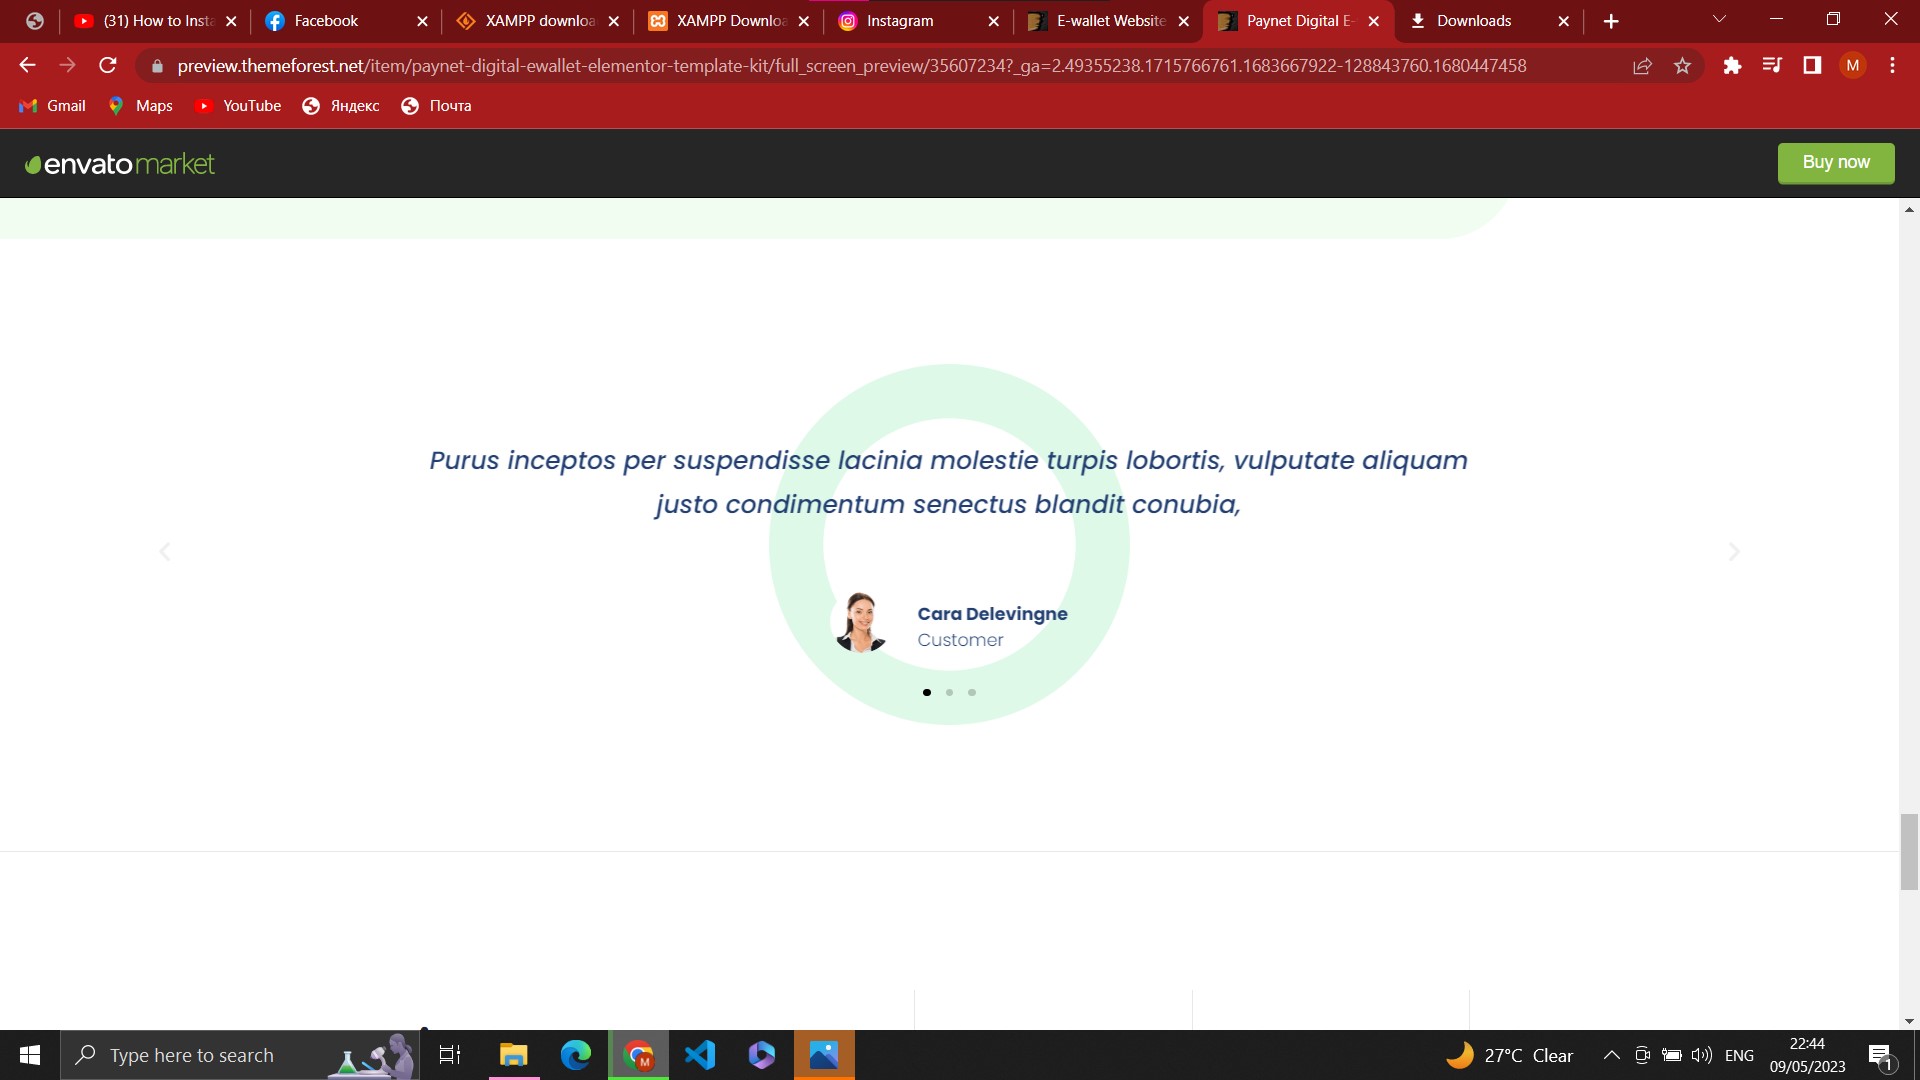 (31) How to Insta
Facebook
XAMPP downloa
XAMPP Downloa
Instagram
E-wallet Website
Paynet Digital E-
Downloads
preview.themeforest.net/item/paynet-digital-ewallet-elementor-template-kit/full_screen_preview/35607234?_ga=2.49355238.1715766761.1683667922-128843760.1680447458
M
Gmail
Maps
YouTube
Яндекс
Почта
envatomarket
Buy now
Purus inceptos per suspendisse lacinia molestie turpis lobortis, vulputate aliquam
justo condimentum senectus blandit conubia,
Cara Delevingne
Customer
Type here to search
M
27°C Clear
ENG
22:44
09/05/2023
1